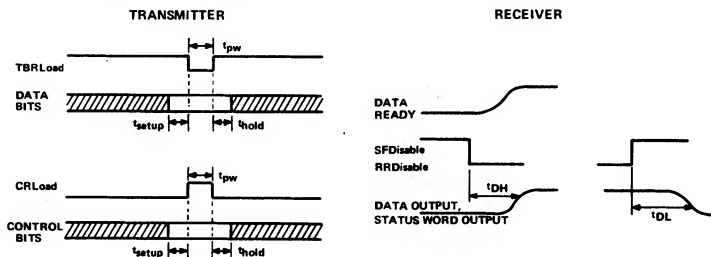 TRANSMITTER
tpw
TBRLoad
DATA
BITS
tsetup
thold
tpw
CRLoad
CONTROL
BITS
tsetup
thold
RECEIVER
DATA
READY
SFDisable
RRDisable
tDH
DATA OUTPUT,
STATUS WORD OUTPUT
tDL